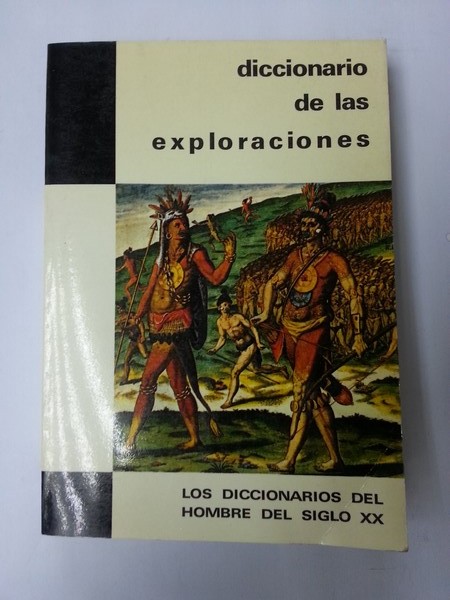 diccionario
de las
exploraciones
LOS DICCIONARIOS DEL
HOMBRE DEL SIGLO XX